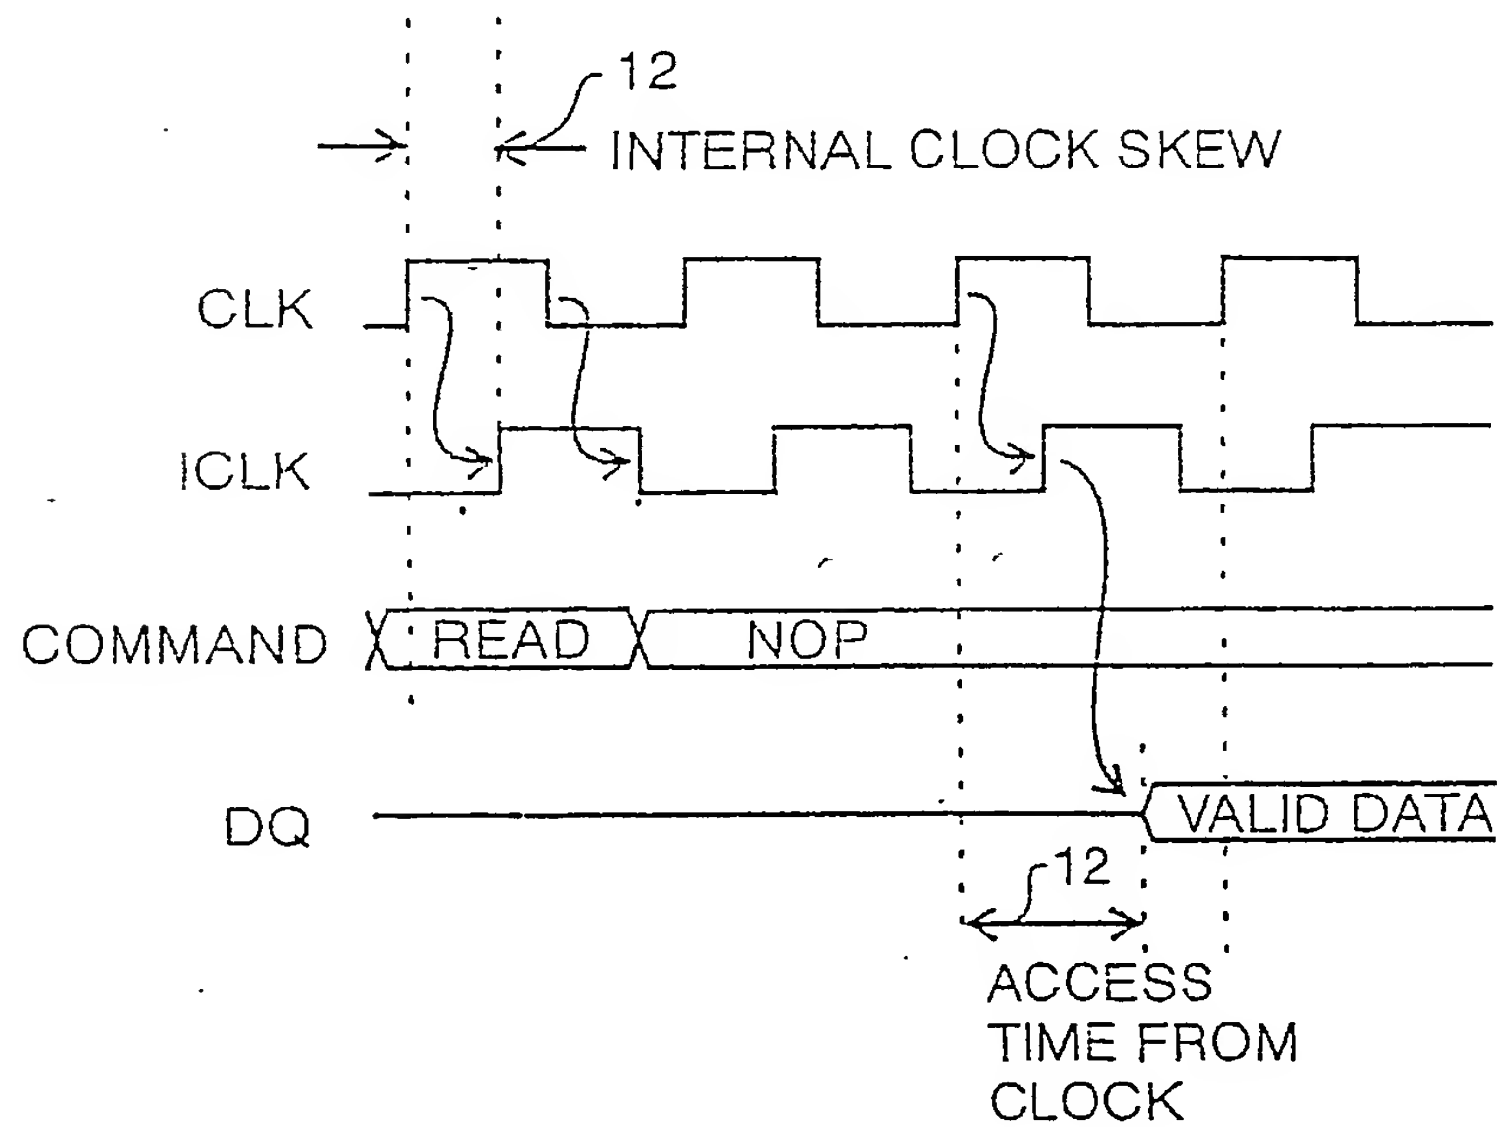 12
INTERNAL CLOCK SKEW
CLK
ICLK
COMMAND READ NOP
DQ VALID DATA
12
ACCESS
TIME FROM
CLOCK